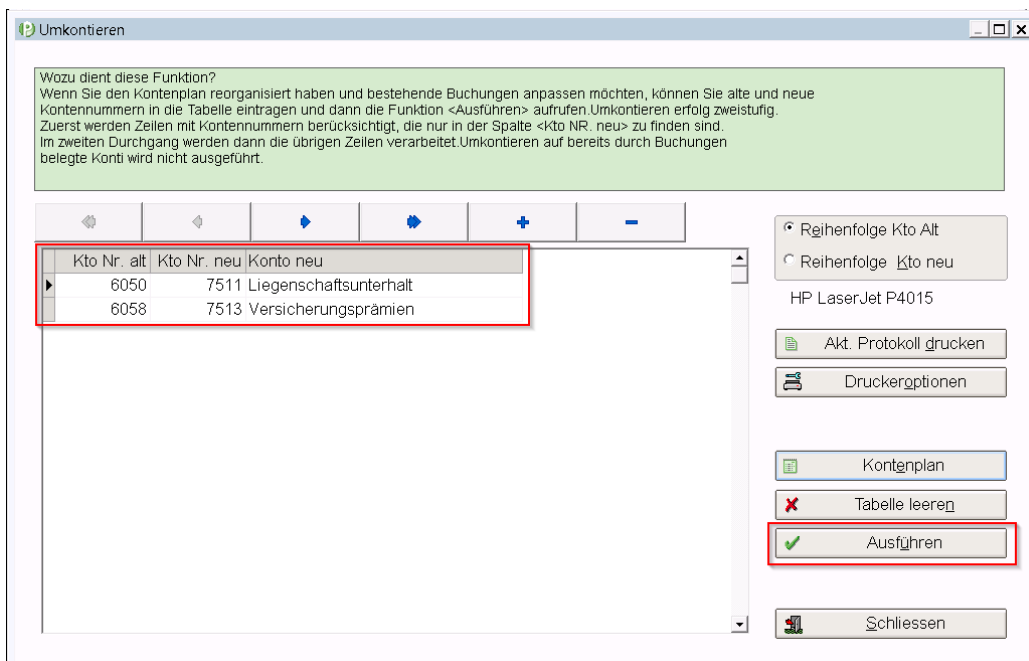 Umkontieren
Wozu dient diese Funktion?
Wenn Sie den Kontenplan reorganisiert haben und bestehende Buchungen anpassen möchten, können Sie alte und neue
Kontennummern in die Tabelle eintragen und dann die Funktion <Ausführen> aufrufen.Umkontieren erfolg zweistufig.
Zuerst werden Zeilen mit Kontennummern berücksichtigt, die nur in der Spalte <Kto NR. neu> zu finden sind.
Im zweiten Durchgang werden dann die übrigen Zeilen verarbeitet.Umkontieren auf bereits durch Buchungen
belegte Konti wird nicht ausgeführt.
Reihenfolge Kto Alt
Reihenfolge Kto neu
HP LaserJet P4015
Kto Nr. alt Kto Nr. neu Konto neu
6050 7511 Liegenschaftsunterhalt
6058 7513 Versicherungsprämien
Akt. Protokoll drucken
Druckeroptionen
Kontenplan
Tabelle leeren
Ausführen
Schliessen